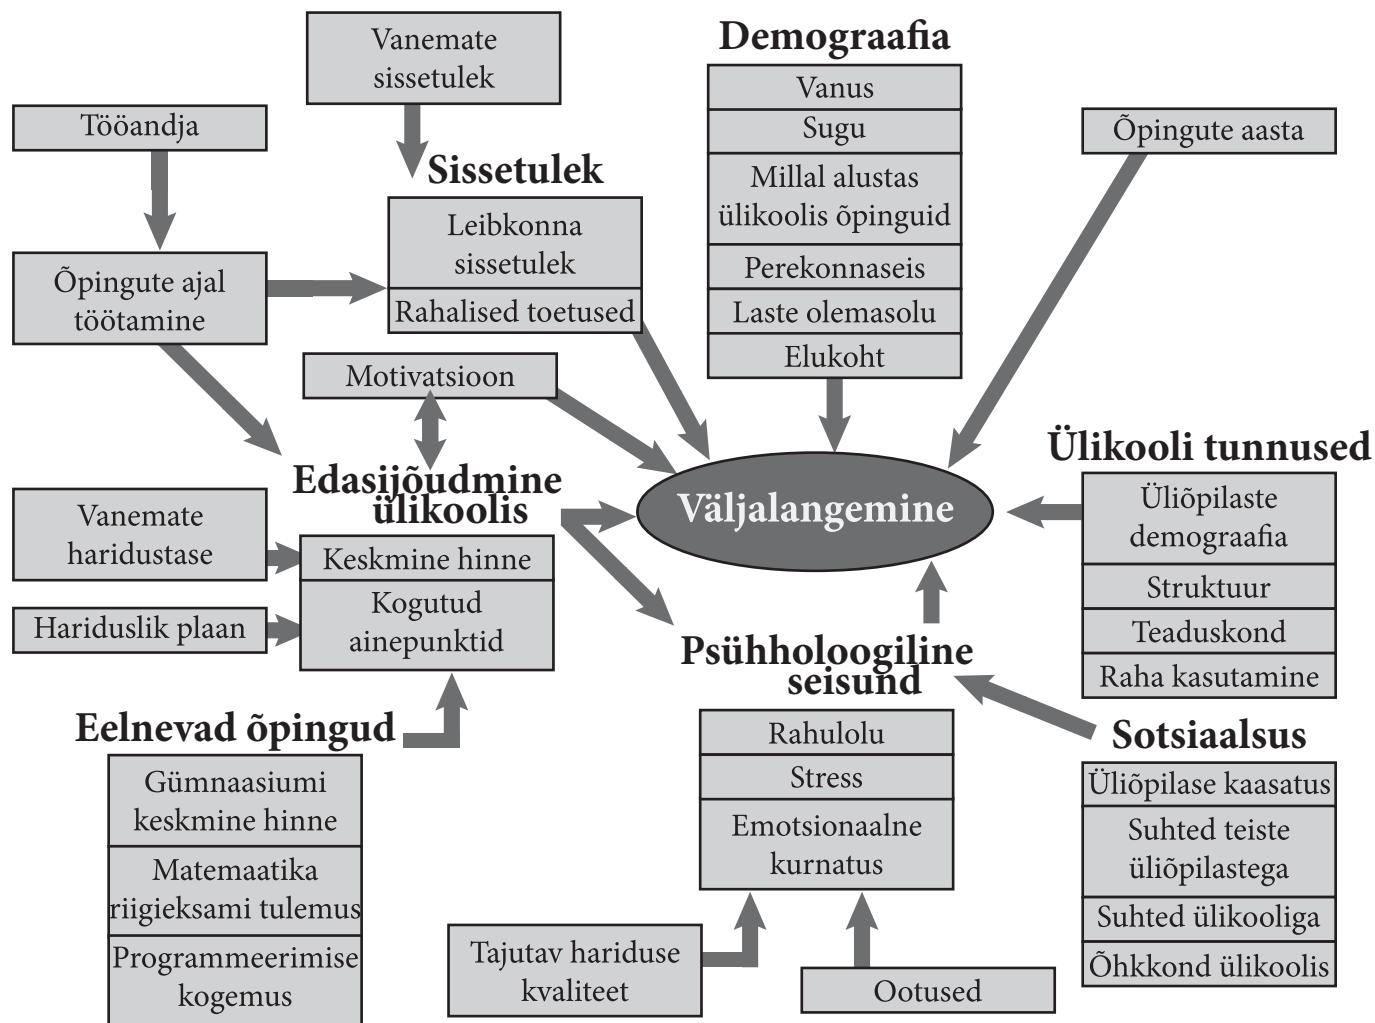 Vanemate
sissetulek
Demograafia
Vanus
Sugu
Millal alustas
ülikoolis õpinguid
Perekonnaseis
Laste olemasolu
Elukoht
Tööandja
Õpingute aasta
Sissetulek
Leibkonna
sissetulek
Rahalised toetused
Õpingute ajal
töötamine
Motivatsioon
Edasijõudmine
ülikoolis
Keskmine hinne
Kogutud
ainepunktid
Väljalangemine
Ülikooli tunnused
Üliõpilaste
demograafia
Struktuur
Teaduskond
Raha kasutamine
Vanemate
haridustase
Hariduslik plaan
Eelnevad õpingud
Gümnaasiumi
keskmine hinne
Matemaatika
riigieksami tulemus
Programmeerimise
kogemus
Psühholoogiline
seisund
Rahulolu
Stress
Emotsionaalne
kurnatus
Sotsiaalsus
Üliõpilase kaasatus
Suhted teiste
üliõpilastega
Suhted ülikooliga
Õhkkond ülikoolis
Tajutav hariduse
kvaliteet
Ootused